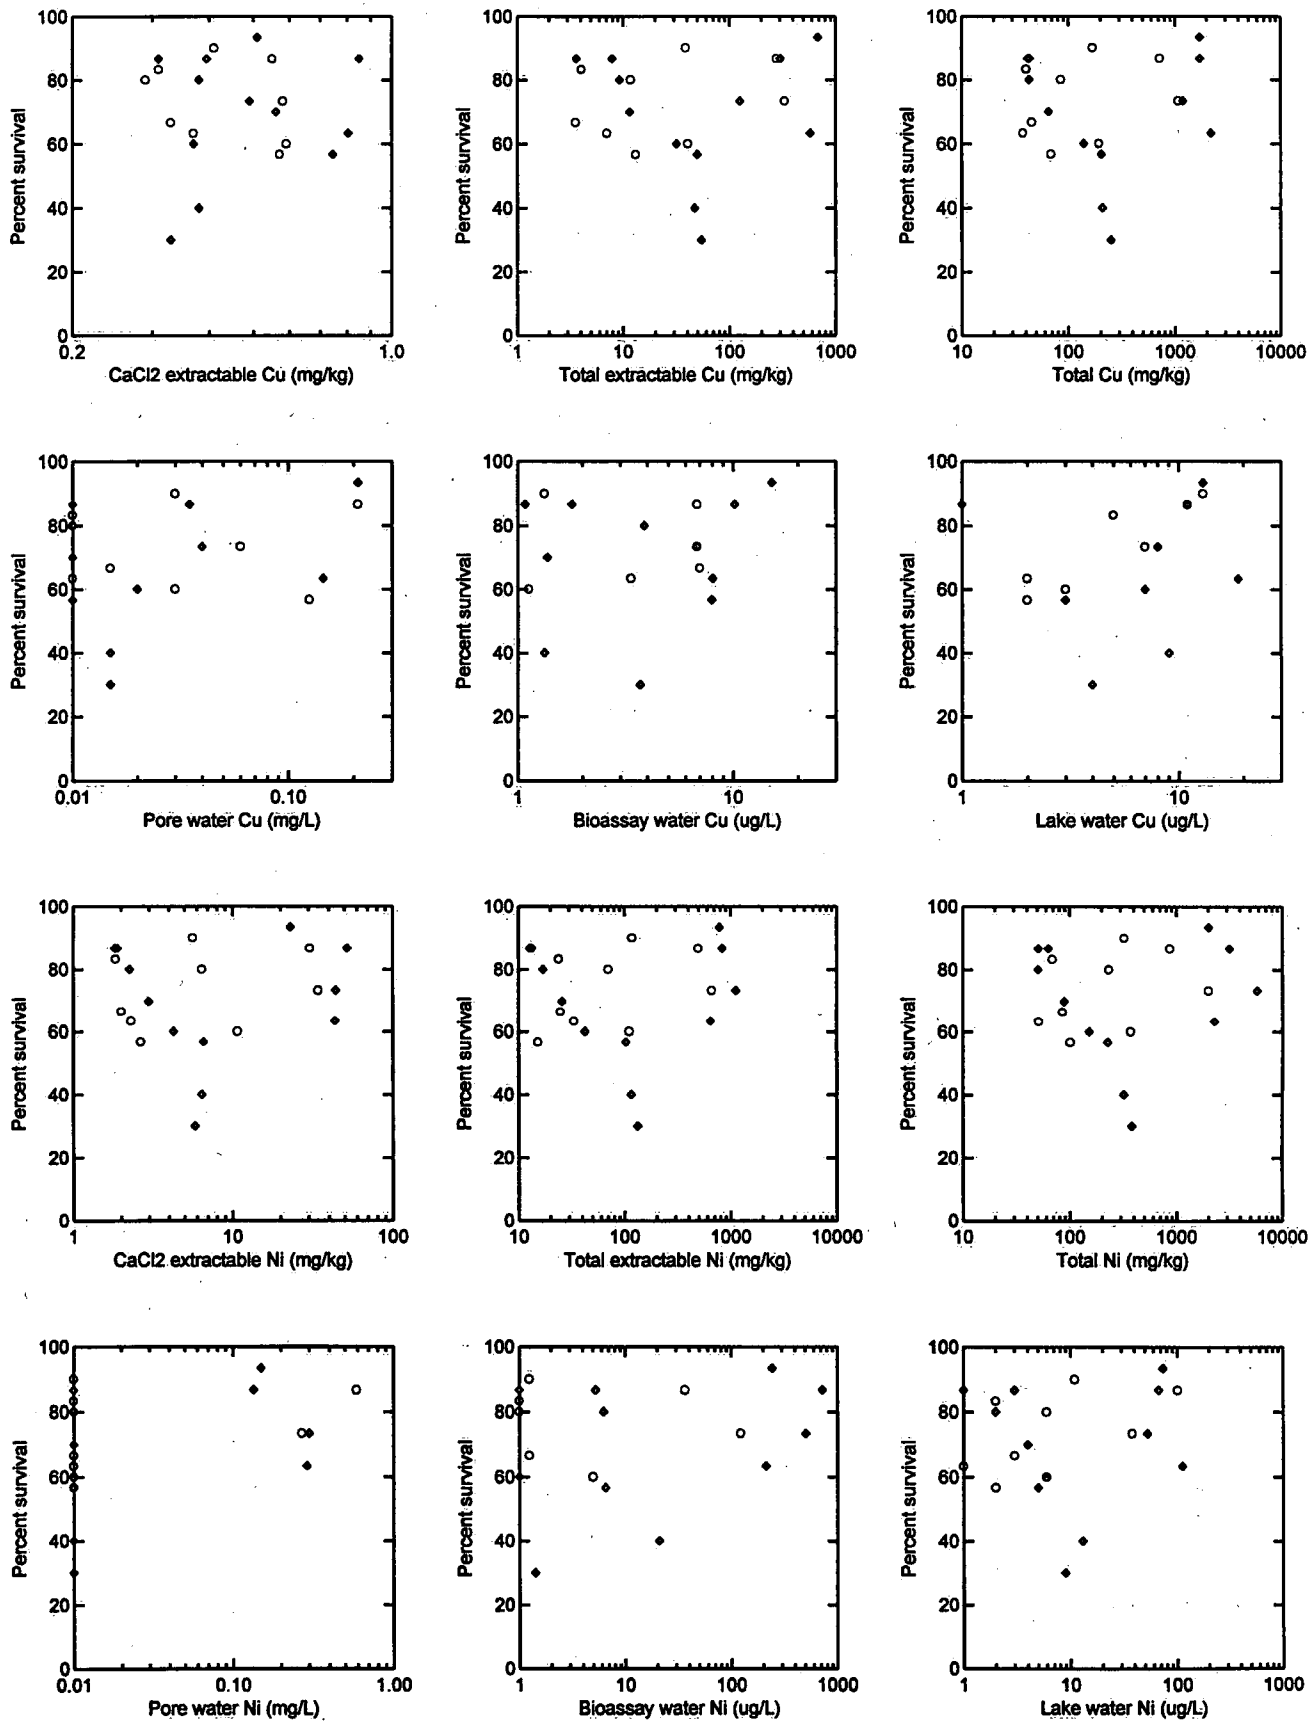 100
80
60
40
20
0
Percent survival
0.2 1.0
CaCl2 extractable Cu (mg/kg)
100
80
60
40
20
0
Percent survival
1 10 100 1000
Total extractable Cu (mg/kg)
100
80
60
40
20
0
Percent survival
10 100 1000 10000
Total Cu (mg/kg)
100
80
60
40
20
0
Percent survival
0.01 0.10
Pore water Cu (mg/L)
100
80
60
40
20
0
Percent survival
1 10
Bioassay water Cu (ug/L)
100
80
60
40
20
0
Percent survival
1 10
Lake water Cu (ug/L)
100
80
60
40
20
0
Percent survival
1 10 100
CaCl2 extractable Ni (mg/kg)
100
80
60
40
20
0
Percent survival
10 100 1000 10000
Total extractable Ni (mg/kg)
100
80
60
40
20
0
Percent survival
10 100 1000 10000
Total Ni (mg/kg)
100
80
60
40
20
0
Percent survival
0.01 0.10 1.00
Pore water Ni (mg/L)
100
80
60
40
20
0
Percent survival
1 10 100 1000
Bioassay water Ni (ug/L)
100
80
60
40
20
0
Percent survival
1 10 100 1000
Lake water Ni (ug/L)